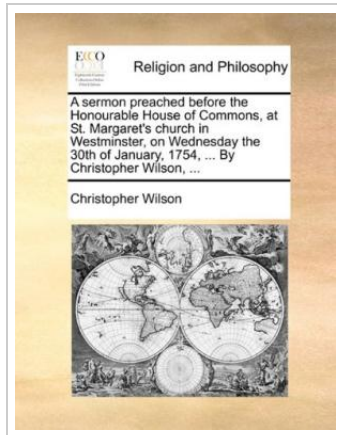 ECCO
Religion and Philosophy
A sermon preached before the
Honourable House of Commons, at
St. Margaret's church in
Westminster, on Wednesday the
30th of January, 1754, ... By
Christopher Wilson, ...
Christopher Wilson